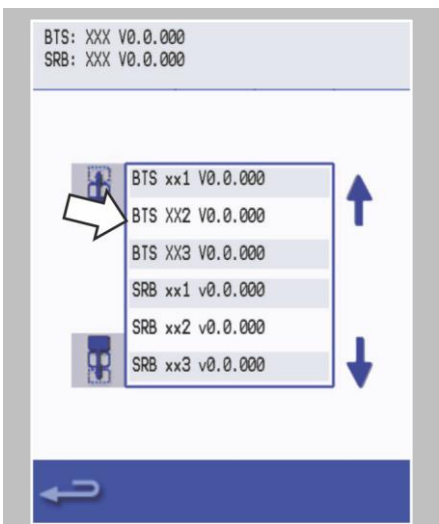 BTS: XXX V0.0.000
SRB: XXX V0.0.000
BTS xx1 V0.0.000
BTS XX2 V0.0.000
BTS XX3 V0.0.000
SRB xx1 v0.0.000
SRB xx2 v0.0.000
SRB xx3 v0.0.000